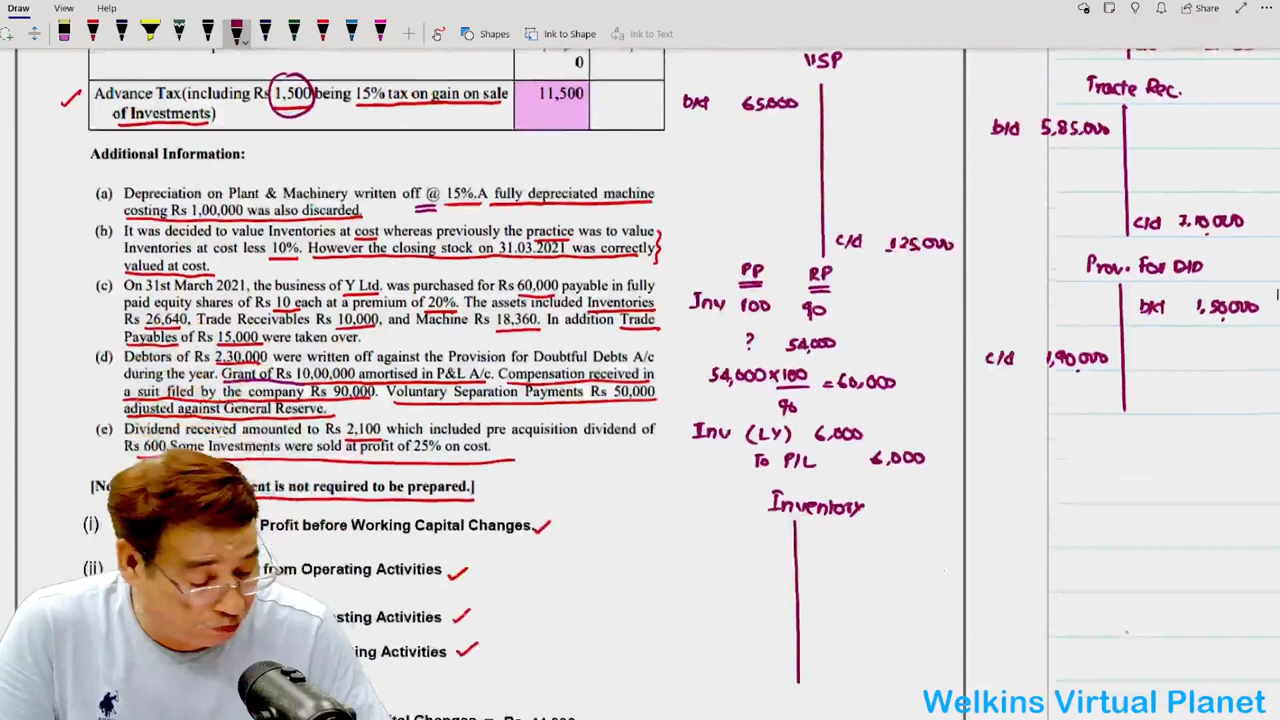 Draw View Help Share
Shapes Ink to Shape Ink to Text
0
Advance Tax(including Rs 1,500 being 15% tax on gain on sale
of Investments)
11,500
Additional Information:
(a) Depreciation on Plant & Machinery written off @ 15%.A fully depreciated machine
costing Rs 1,00,000 was also discarded.
(b) It was decided to value Inventories at cost whereas previously the practice was to value
Inventories at cost less 10%. However the closing stock on 31.03.2021 was correctly
valued at cost.
(c) On 31st March 2021, the business of Y Ltd. was purchased for Rs 60,000 payable in fully
paid equity shares of Rs 10 each at a premium of 20%. The assets included Inventories
Rs 26,640, Trade Receivables Rs 10,000, and Machine Rs 18,360. In addition Trade
Payables of Rs 15,000 were taken over.
(d) Debtors of Rs 2,30,000 were written off against the Provision for Doubtful Debts A/c
during the year. Grant of Rs 10,00,000 amortised in P&L A/c. Compensation received in
a suit filed by the company Rs 90,000. Voluntary Separation Payments Rs 50,000
adjusted against General Reserve.
(e) Dividend received amounted to Rs 2,100 which included pre acquisition dividend of
Rs 600 Some Investments were sold at profit of 25% on cost.
is not required to be prepared.]
(i) Profit before Working Capital Changes.
(ii) from Operating Activities
sting Activities
ing Activities
b/d 65,000
c/d 125,000
PP RP
Inv 100 90
? 54,000
54,000 x 100 = 60,000
90
Inv (LY) 6,000
To P/L 6,000
Inventory
Trade Rec.
b/d 5,85,000
c/d 7,10,000
Prov. For D/D
b/d 1,50,000
c/d 1,90,000
Welkins Virtual Planet